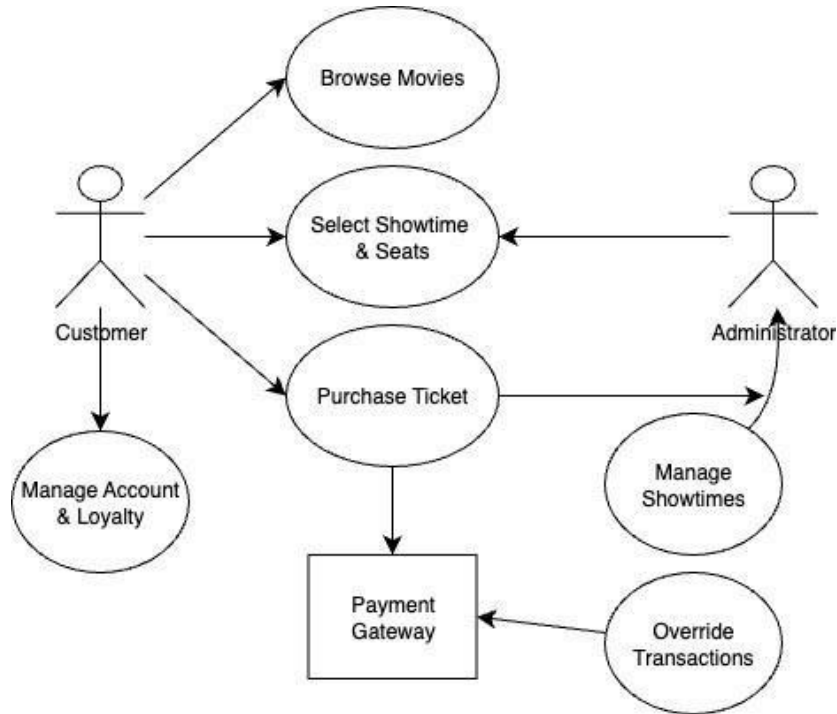 Browse Movies
Select Showtime
& Seats
Customer
Administrator
Purchase Ticket
Manage Account
& Loyalty
Manage
Showtimes
Payment
Gateway
Override
Transactions